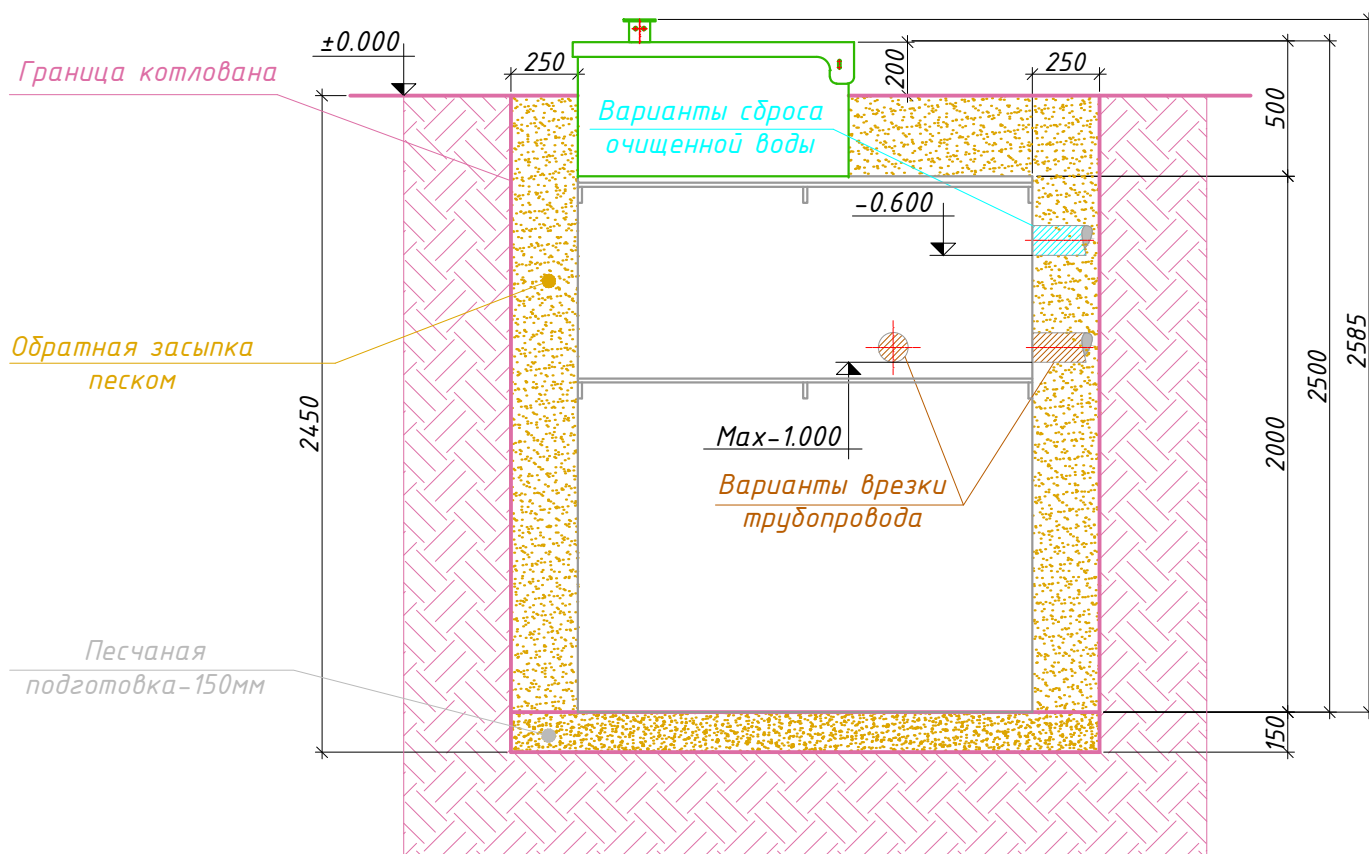 ±0.000
Граница котлована
250
200
250
500
Варианты сброса
очищенной воды
-0.600
Обратная засыпка
песком
2585
2500
2450
2000
Max-1.000
Варианты врезки
трубопровода
Песчаная
подготовка-150мм
150